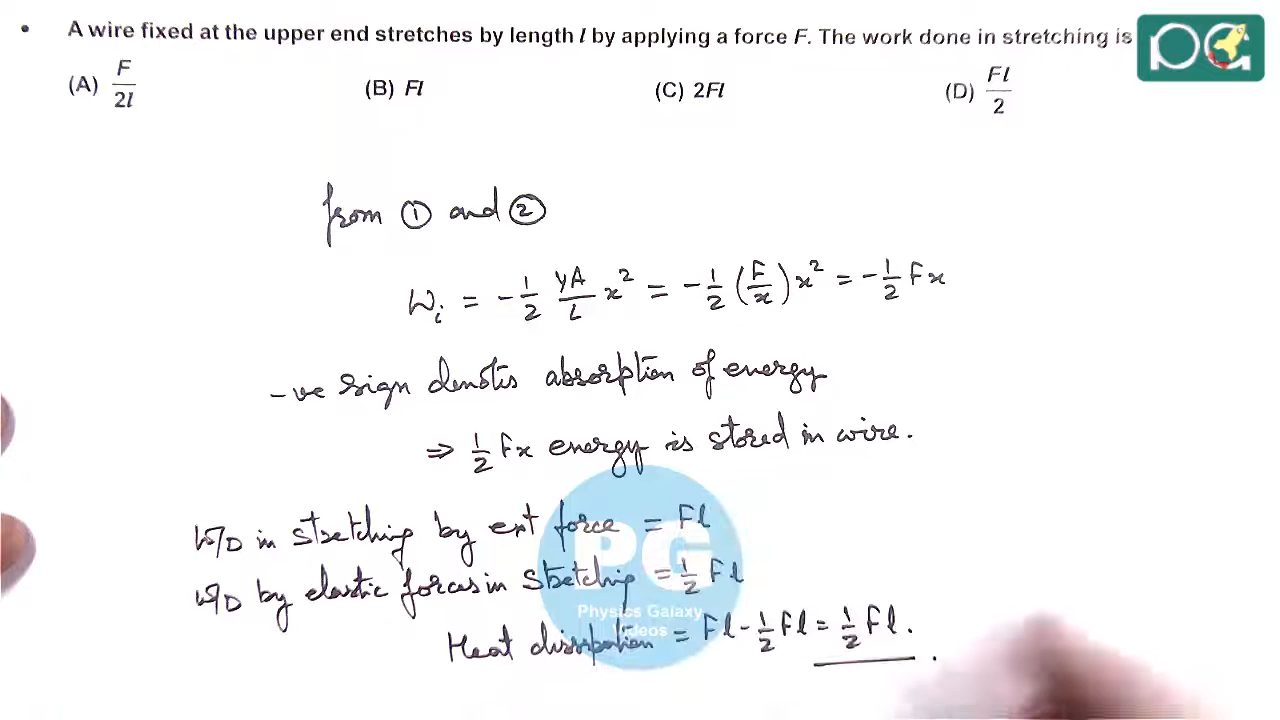 • A wire fixed at the upper end stretches by length l by applying a force F. The work done in stretching is
(A) F/2l (B) Fl (C) 2Fl (D) Fl/2
from ① and ②
Wi = -1/2 YA/L x² = -1/2 (F/x) x² = -1/2 Fx
-ve sign denotes absorption of energy
⇒ 1/2 Fx energy is stored in wire.
W/D in stretching by ext force = Fl
W/D by elastic forces in stretching = 1/2 Fl
Heat dissipation = Fl - 1/2 Fl = 1/2 Fl.
PG
Physics Galaxy
Videos